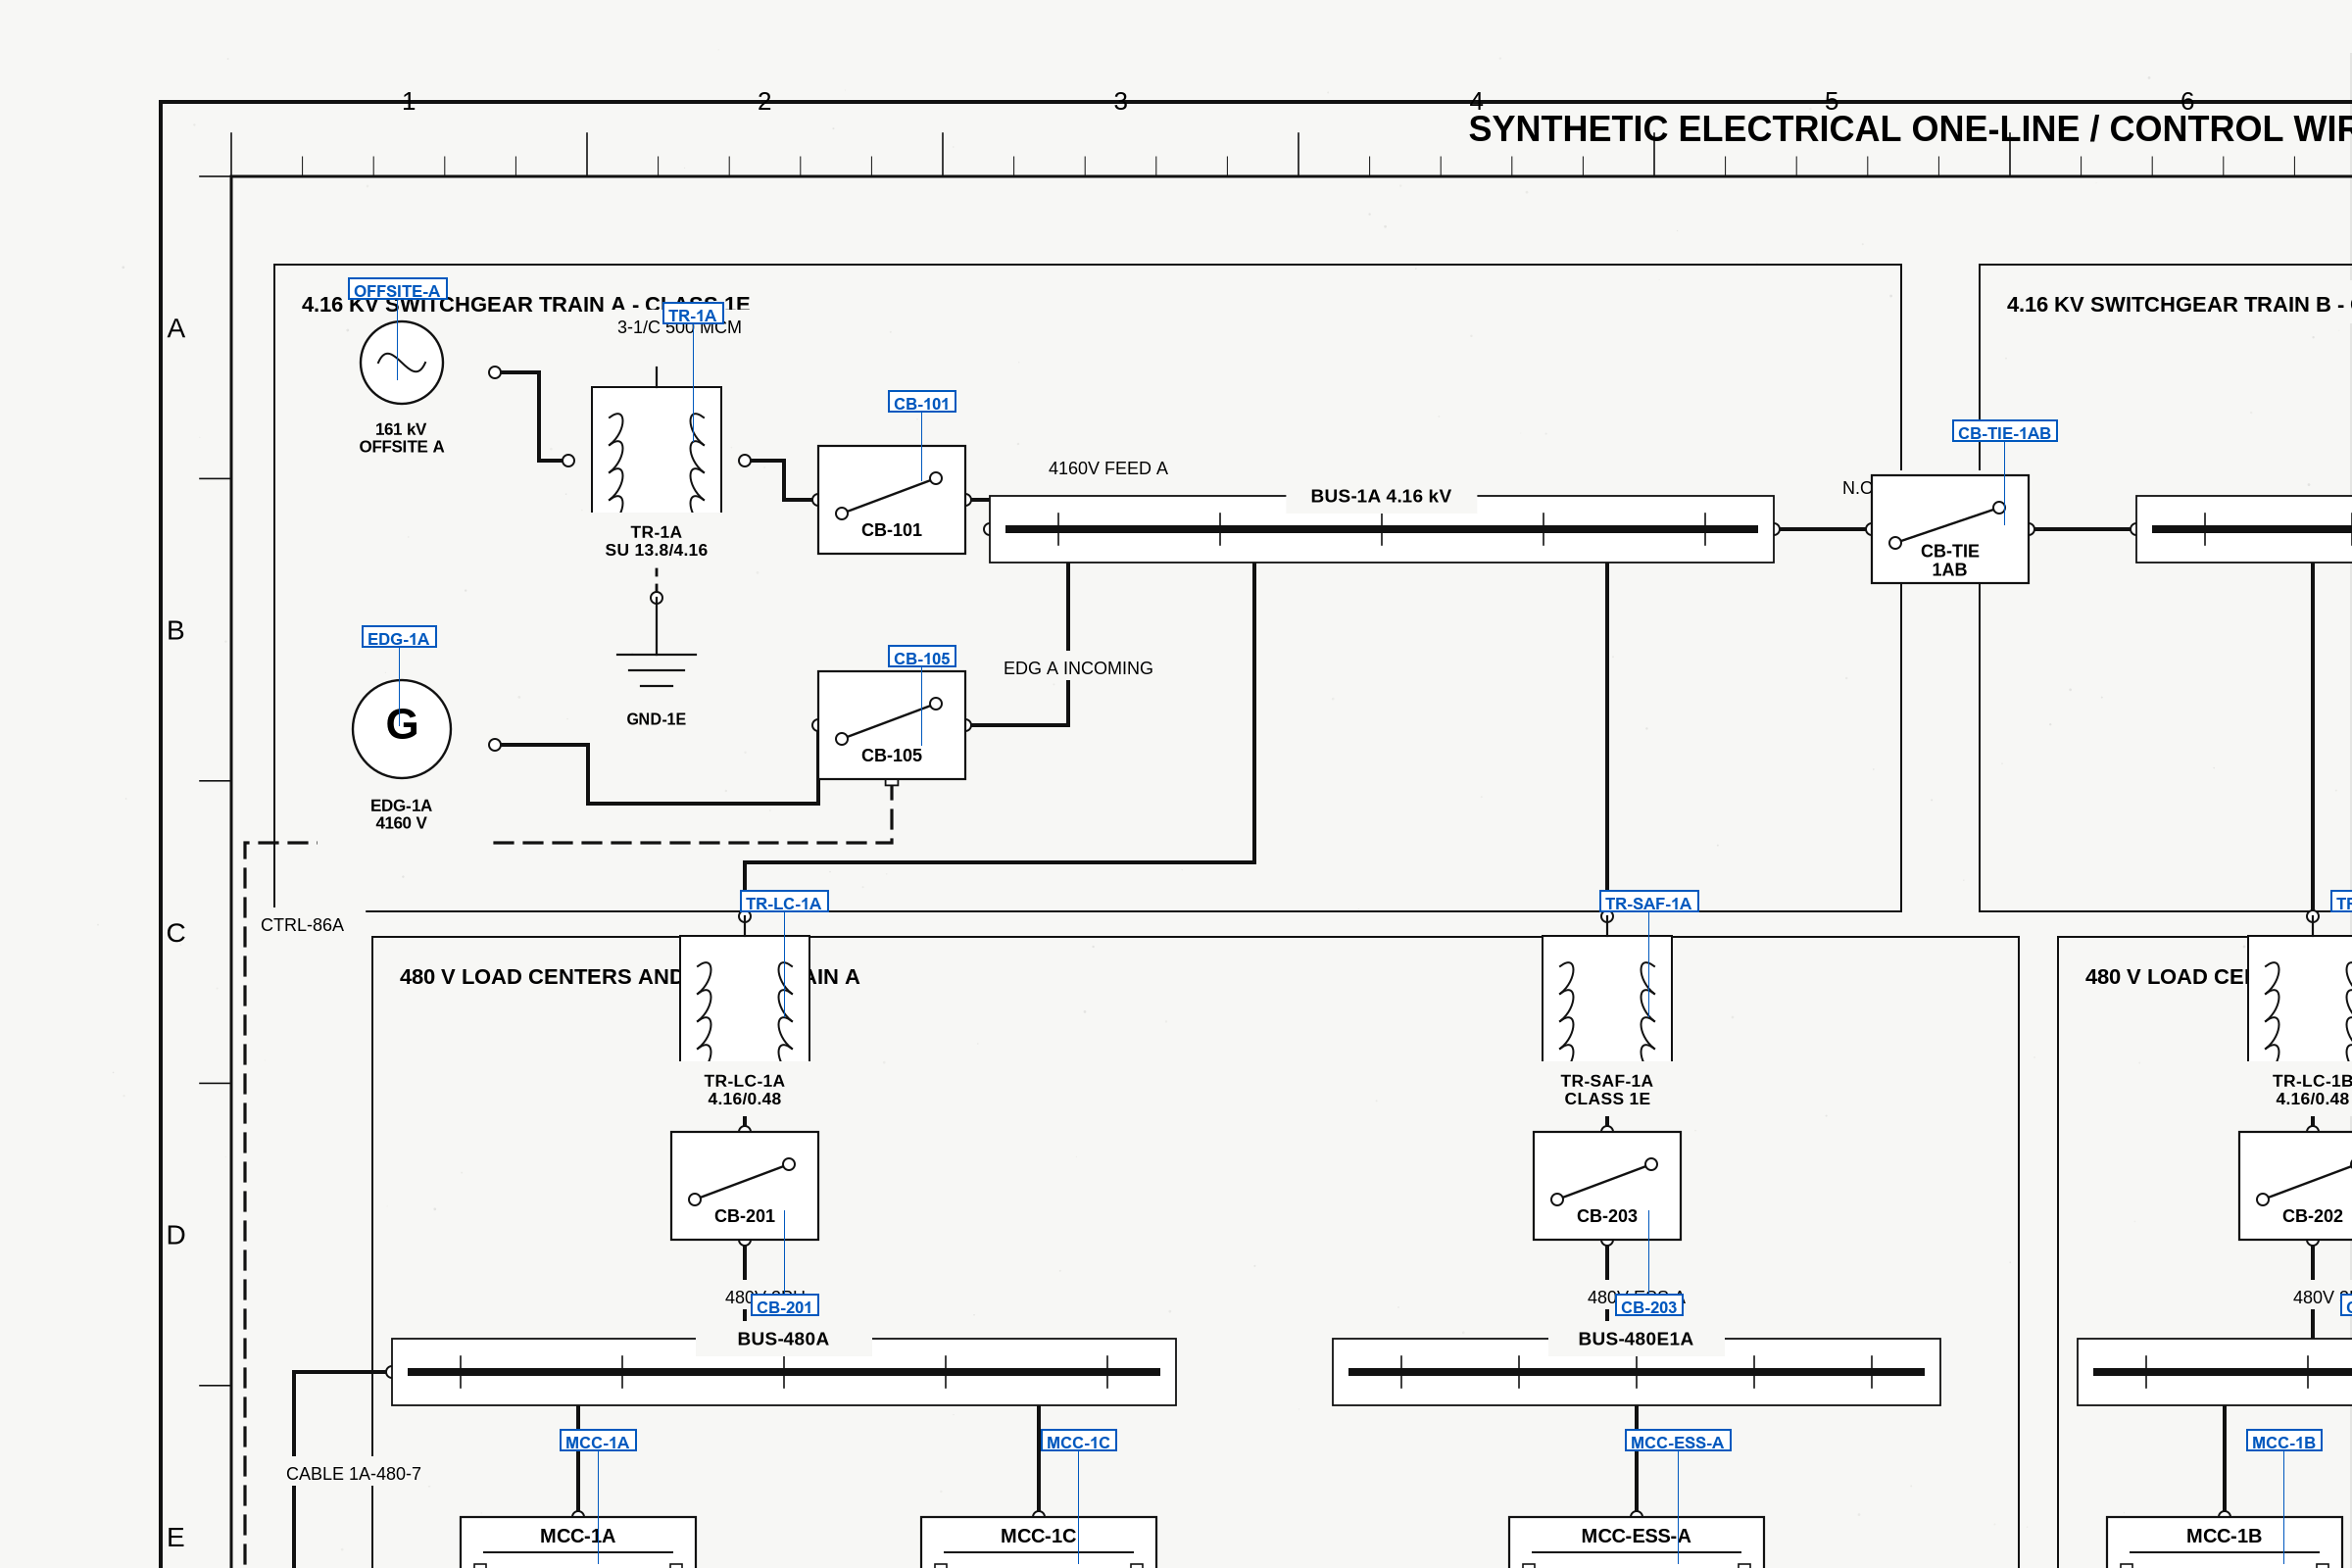 1 2 3 4 5 6
SYNTHETIC ELECTRICAL ONE-LINE / CONTROL
A
B
C
D
E
OFFSITE-A
4.16 KV SWITCHGEAR TRAIN A - CLASS 1E
TR-1A
3-1/C 500 MCM
4.16 KV SWITCHGEAR TRAIN B -
161 kV
OFFSITE A
CB-101
CB-101
TR-1A
SU 13.8/4.16
4160V FEED A
BUS-1A 4.16 kV
CB-TIE-1AB
CB-TIE
1AB
EDG-1A
G
EDG-1A
4160 V
GND-1E
CB-105
CB-105
EDG A INCOMING
CTRL-86A
TR-LC-1A
TR-SAF-1A
480 V LOAD CENTERS AND
480 V LOAD
TR-LC-1A
4.16/0.48
TR-SAF-1A
CLASS 1E
TR-LC-1B
4.16/0.48
CB-201
CB-203
CB-202
480V
CB-201
CB-203
480V
BUS-480A
BUS-480E1A
MCC-1A
MCC-1C
MCC-ESS-A
MCC-1B
CABLE 1A-480-7
MCC-1A
MCC-1C
MCC-ESS-A
MCC-1B